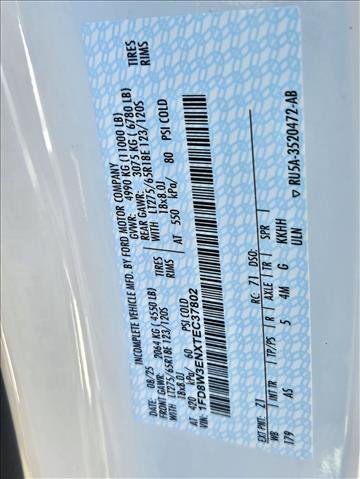 INCOMPLETE VEHICLE MFD. BY FORD MOTOR COMPANY
08/25 GVWR: 4990 KG (11000 LB)
FRONT GAWR: 2064 KG (4550 LB) REAR GAWR: 3075 KG (6780 LB)
WITH LT275/65R18E 123/120S TIRES WITH LT275/65R18E 123/120S TIRES
18x8.0J RIMS 18x8.0J RIMS
AT 420 kPa/ 60 PSI COLD AT 550 kPa/ 80 PSI COLD
VIN: 1FD8W3ENXTEC37802
EXT PNT: Z1 RC: 71 DSO:
WB INT TR TP/PS R AXLE TR SPR
179 AS 5 4M G KKHH
ULN
RU5A-3520472-AB